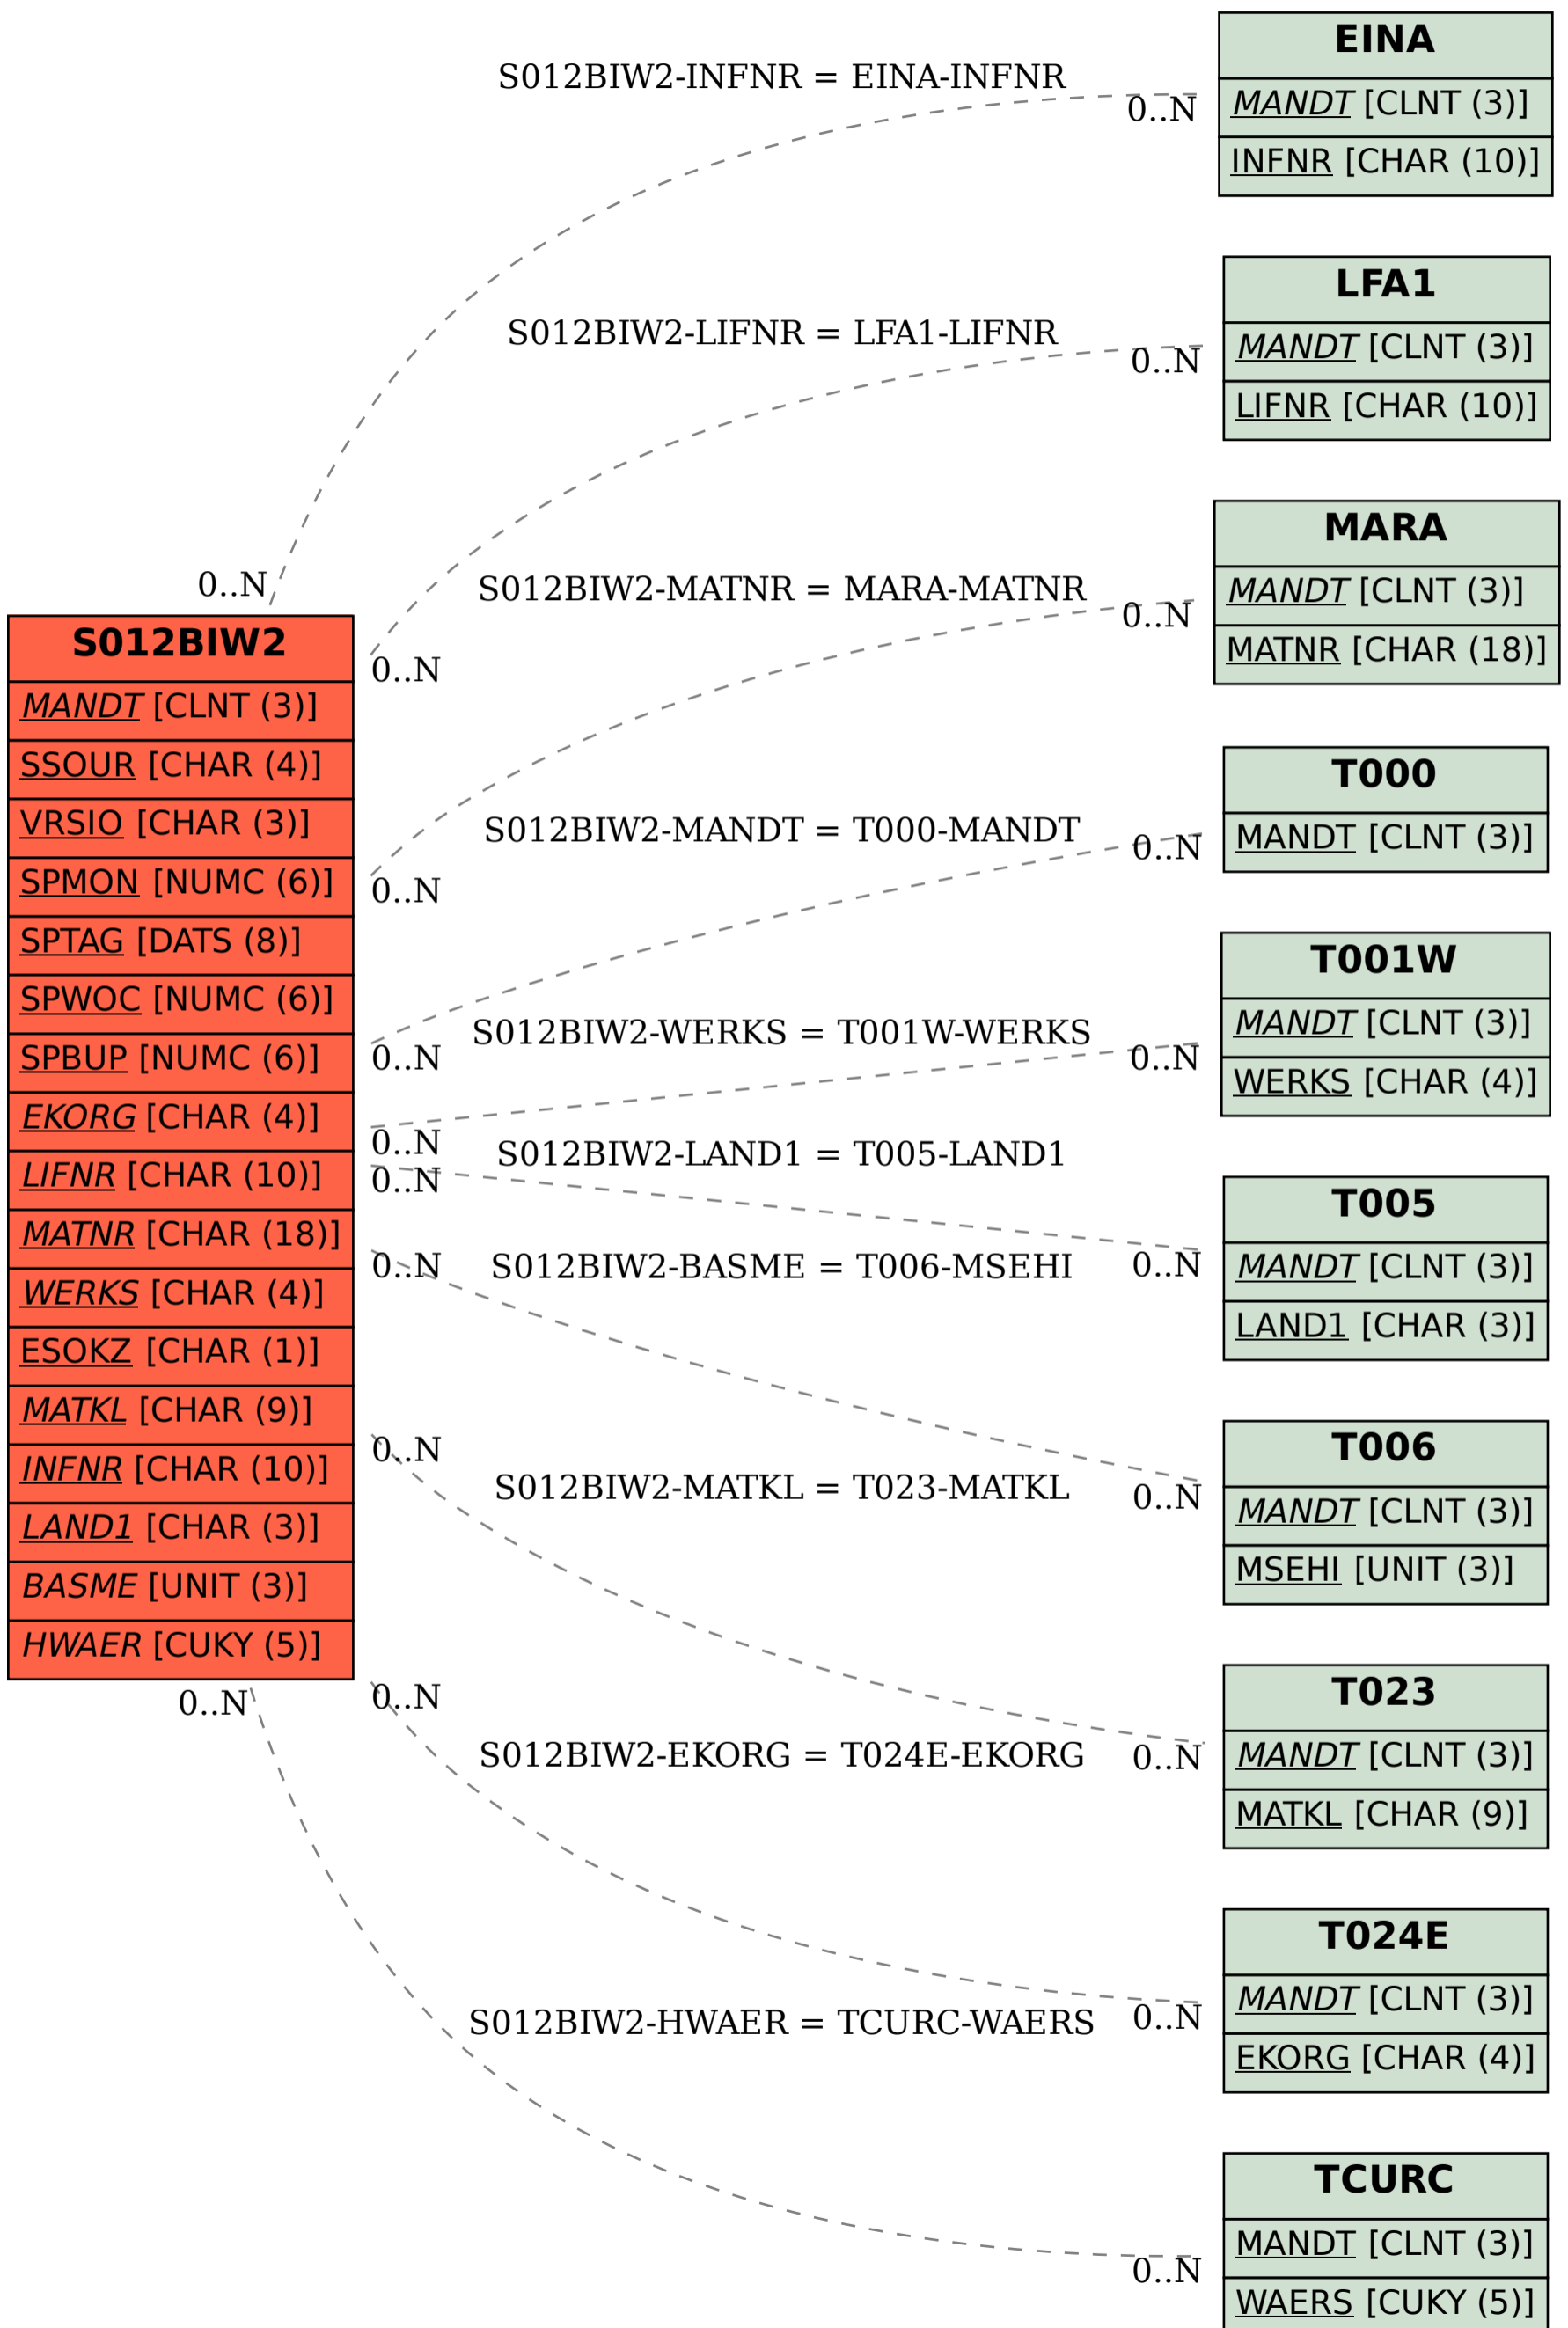 S012BIW2
MANDT [CLNT (3)]
SSOUR [CHAR (4)]
VRSIO [CHAR (3)]
SPMON [NUMC (6)]
SPTAG [DATS (8)]
SPWOC [NUMC (6)]
SPBUP [NUMC (6)]
EKORG [CHAR (4)]
LIFNR [CHAR (10)]
MATNR [CHAR (18)]
WERKS [CHAR (4)]
ESOKZ [CHAR (1)]
MATKL [CHAR (9)]
INFNR [CHAR (10)]
LAND1 [CHAR (3)]
BASME [UNIT (3)]
HWAER [CUKY (5)]
S012BIW2-INFNR = EINA-INFNR
0..N
0..N
EINA
MANDT [CLNT (3)]
INFNR [CHAR (10)]
S012BIW2-LIFNR = LFA1-LIFNR
0..N
0..N
LFA1
MANDT [CLNT (3)]
LIFNR [CHAR (10)]
S012BIW2-MATNR = MARA-MATNR
0..N
0..N
MARA
MANDT [CLNT (3)]
MATNR [CHAR (18)]
S012BIW2-MANDT = T000-MANDT
0..N
0..N
T000
MANDT [CLNT (3)]
S012BIW2-WERKS = T001W-WERKS
0..N
0..N
T001W
MANDT [CLNT (3)]
WERKS [CHAR (4)]
S012BIW2-LAND1 = T005-LAND1
0..N
0..N
T005
MANDT [CLNT (3)]
LAND1 [CHAR (3)]
S012BIW2-BASME = T006-MSEHI
0..N
0..N
T006
MANDT [CLNT (3)]
MSEHI [UNIT (3)]
S012BIW2-MATKL = T023-MATKL
0..N
0..N
T023
MANDT [CLNT (3)]
MATKL [CHAR (9)]
S012BIW2-EKORG = T024E-EKORG
0..N
0..N
T024E
MANDT [CLNT (3)]
EKORG [CHAR (4)]
S012BIW2-HWAER = TCURC-WAERS
0..N
0..N
TCURC
MANDT [CLNT (3)]
WAERS [CUKY (5)]